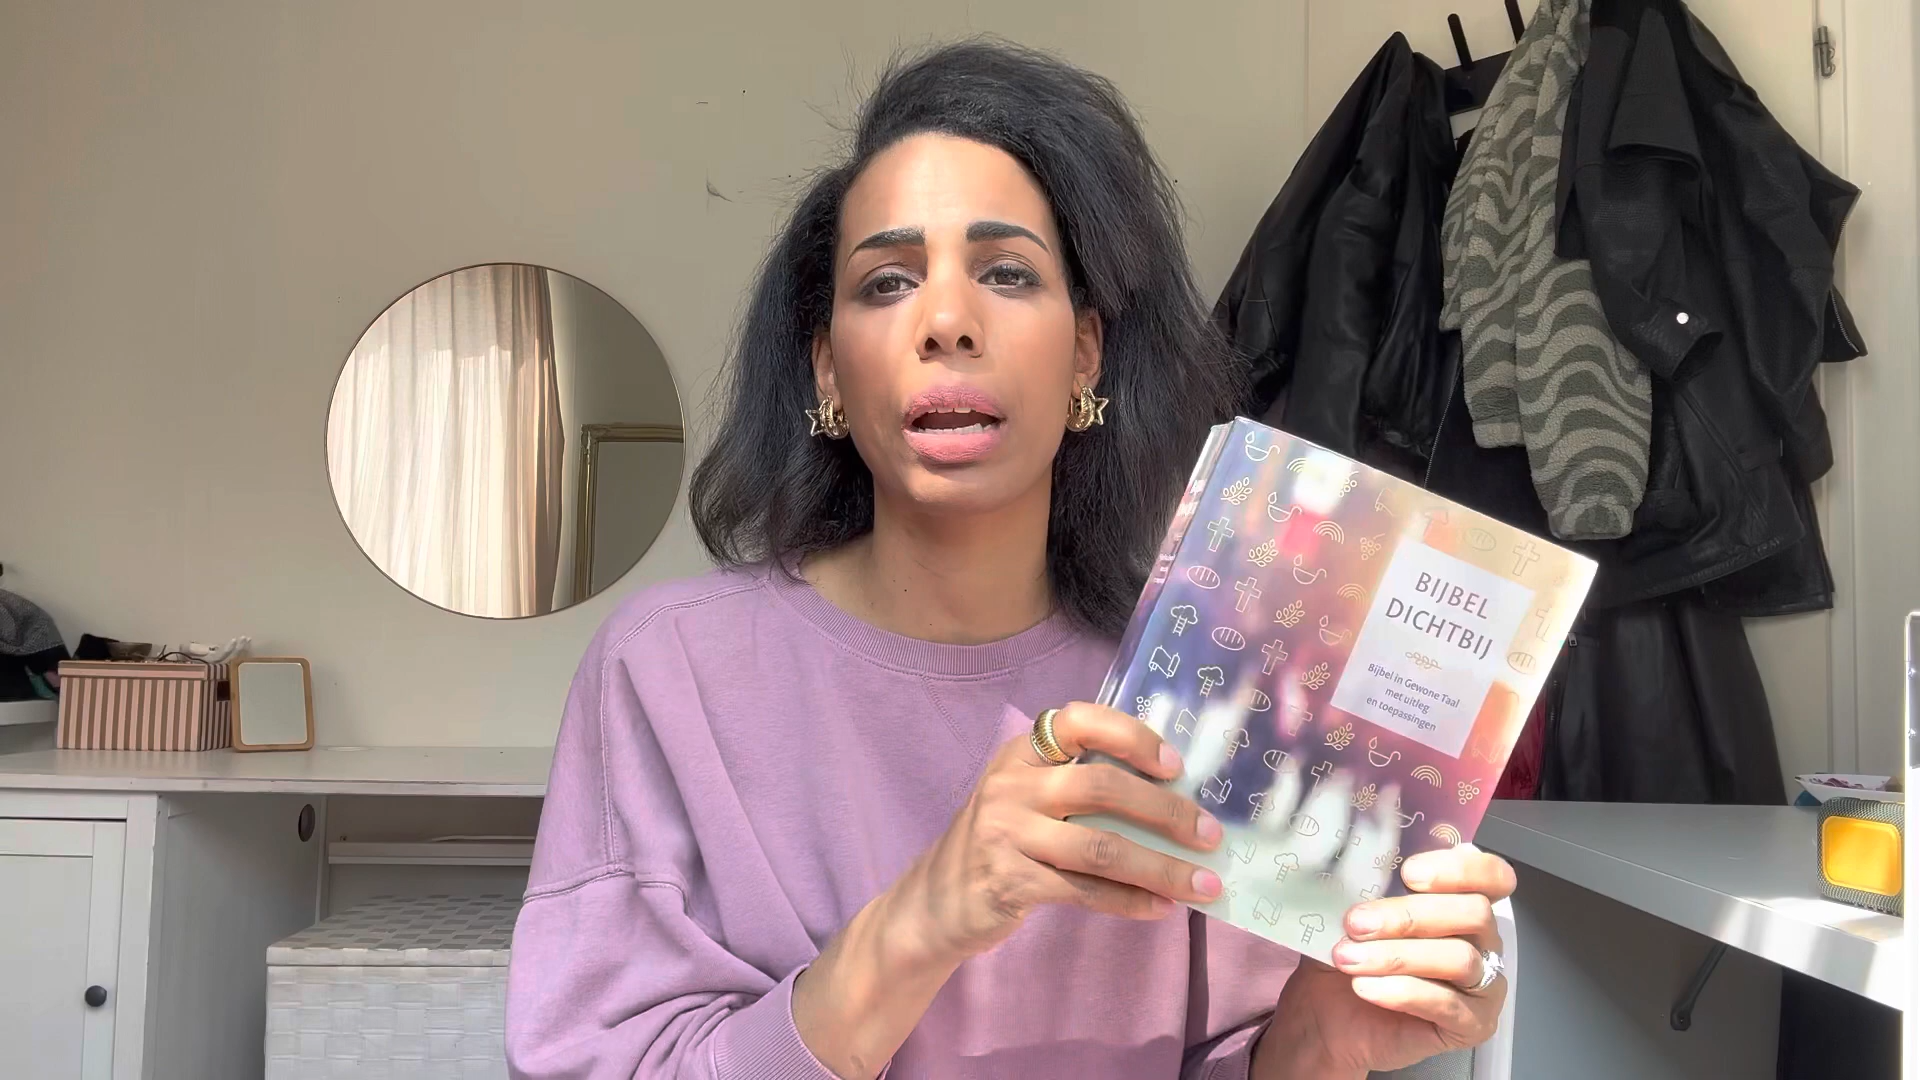 BIJBEL
DICHTBIJ
Bijbel in Gewone Taal
met uitleg
en toepassingen